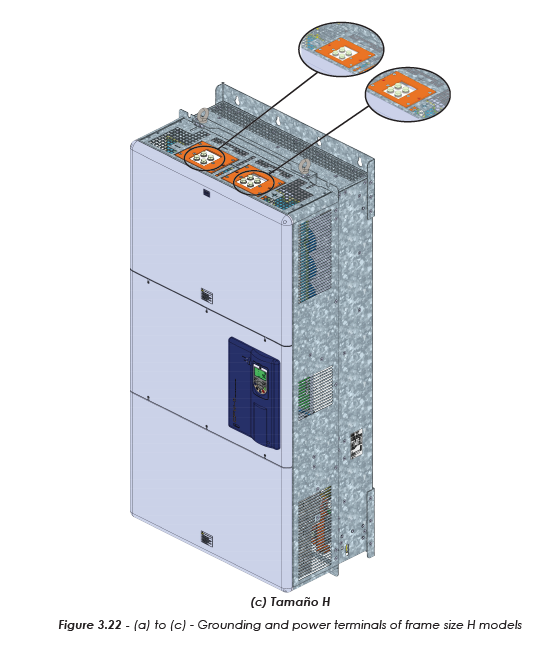 (c) Tamaño H
Figure 3.22 - (a) to (c) - Grounding and power terminals of frame size H models